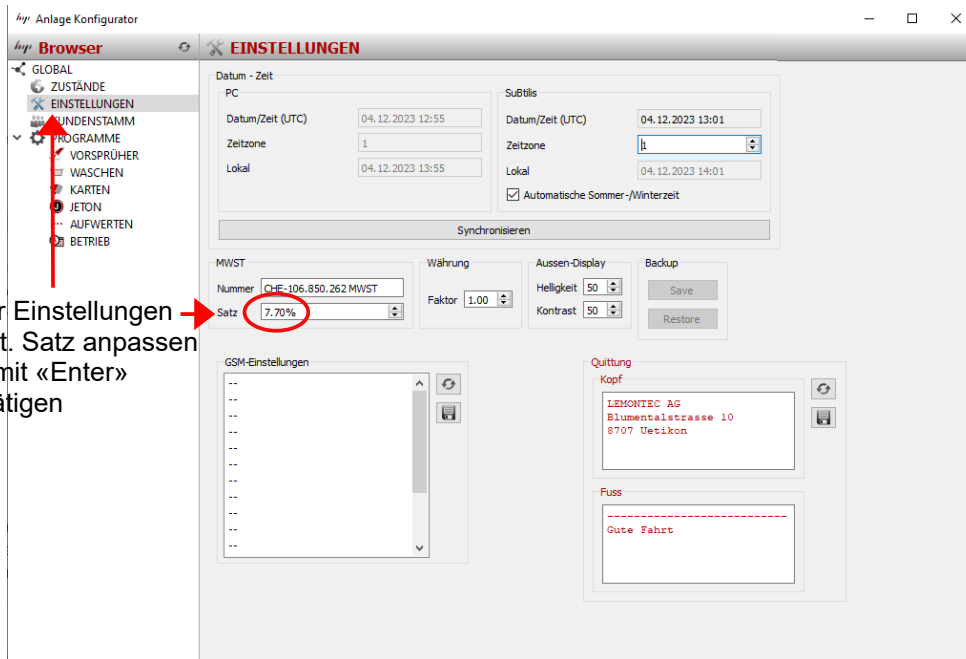 hyp Anlage Konfigurator
hyp Browser
EINSTELLUNGEN
GLOBAL
ZUSTÄNDE
EINSTELLUNGEN
KUNDENSTAMM
PROGRAMME
VORSPRÜHER
WASCHEN
KARTEN
JETON
AUFWERTEN
BETRIEB
r Einstellungen
t. Satz anpassen
mit «Enter»
ätigen
Datum - Zeit
PC
Datum/Zeit (UTC) 04.12.2023 12:55
Zeitzone 1
Lokal 04.12.2023 13:55
SuBtilis
Datum/Zeit (UTC) 04.12.2023 13:01
Zeitzone 1
Lokal 04.12.2023 14:01
Automatische Sommer-/Winterzeit
Synchronisieren
MWST
Nummer CHE-106.850.262 MWST
Satz 7.70%
Währung
Faktor 1.00
Aussen-Display
Helligkeit 50
Kontrast 50
Backup
Save
Restore
GSM-Einstellungen
--
--
--
--
--
--
--
--
--
--
--
Quittung
Kopf
LEMONTEC AG
Blumentalstrasse 10
8707 Uetikon
Fuss
---------------------------
Gute Fahrt